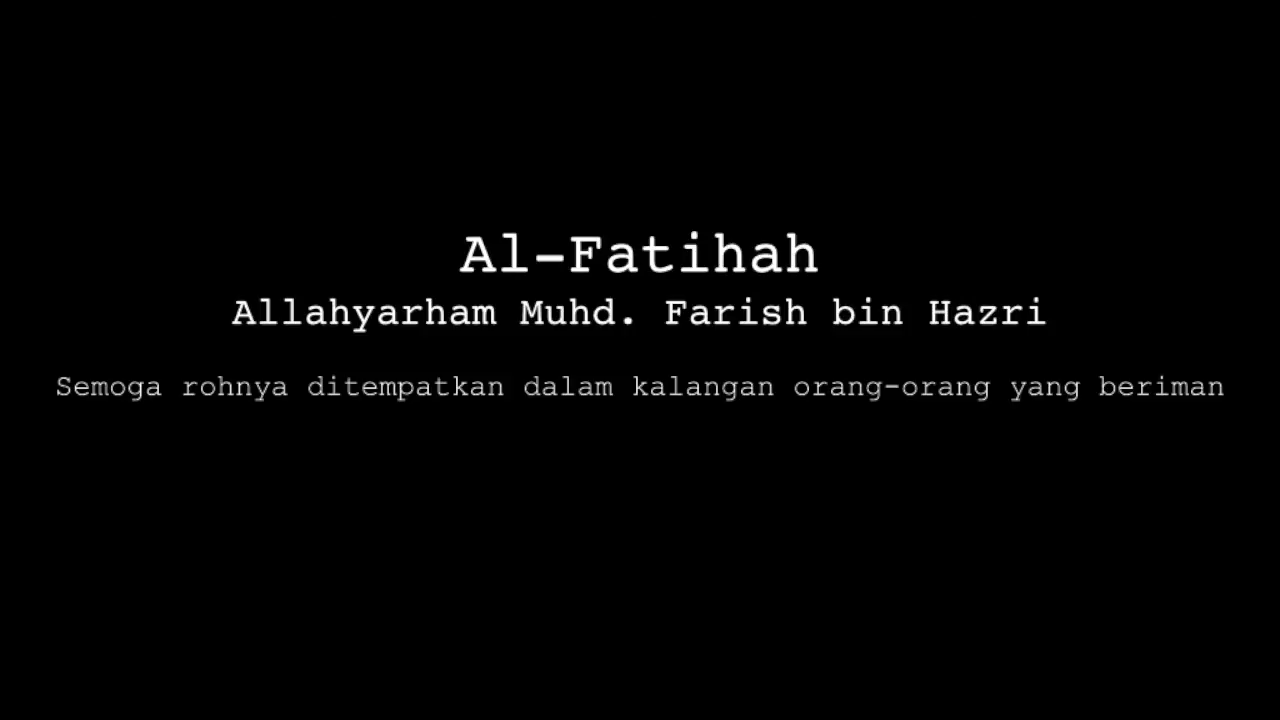 Al-Fatihah
Allahyarham Muhd. Farish bin Hazri
Semoga rohnya ditempatkan dalam kalangan orang-orang yang beriman